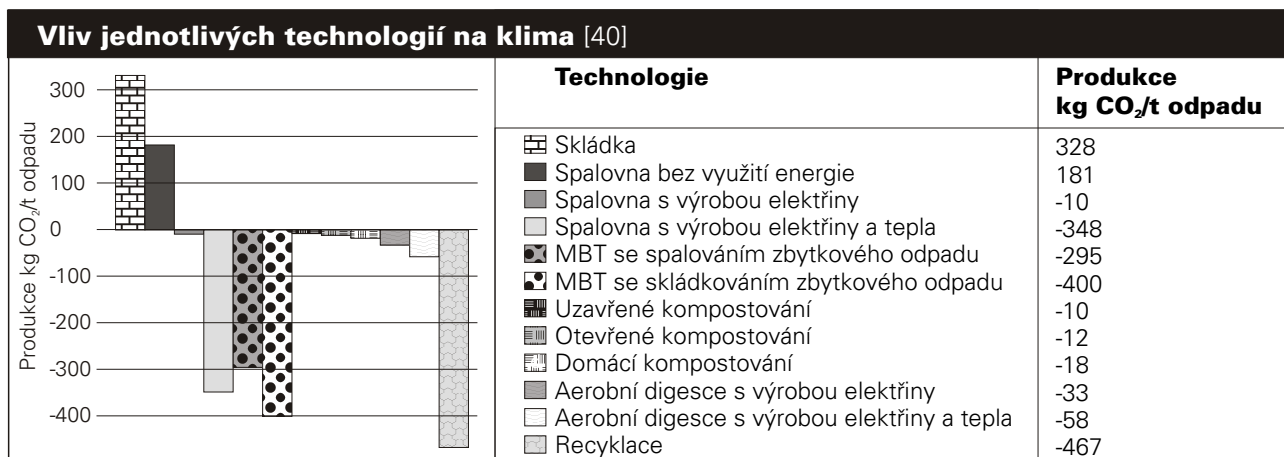 Vliv jednotlivých technologií na klima [40]
Produkce kg CO₂/t odpadu
300
200
100
0
-100
-200
-300
-400
Technologie
Produkce
kg CO₂/t odpadu
Skládka 328
Spalovna bez využití energie 181
Spalovna s výrobou elektřiny -10
Spalovna s výrobou elektřiny a tepla -348
MBT se spalováním zbytkového odpadu -295
MBT se skládkováním zbytkového odpadu -400
Uzavřené kompostování -10
Otevřené kompostování -12
Domácí kompostování -18
Aerobní digesce s výrobou elektřiny -33
Aerobní digesce s výrobou elektřiny a tepla -58
Recyklace -467